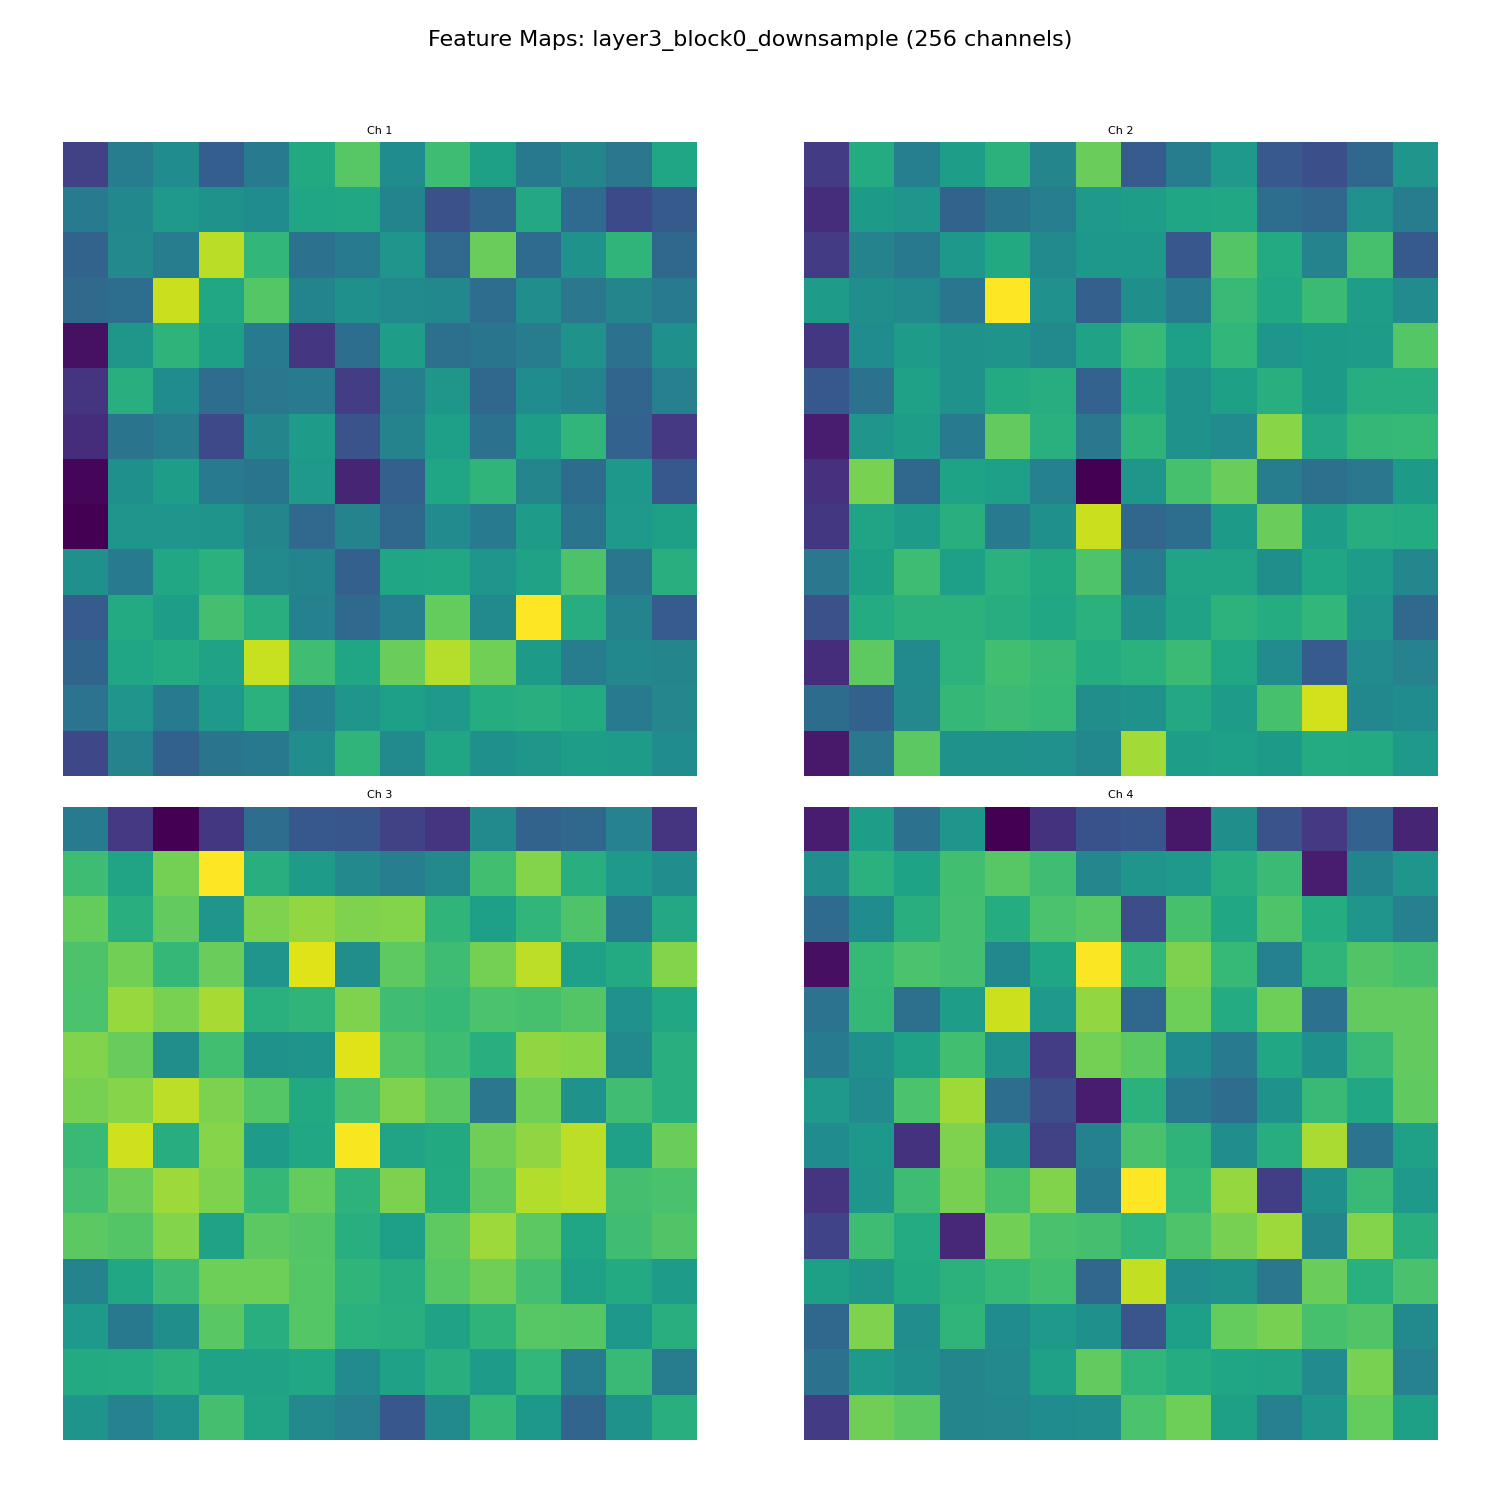 Feature Maps: layer3_block0_downsample (256 channels)
Ch 1
Ch 2
Ch 3
Ch 4